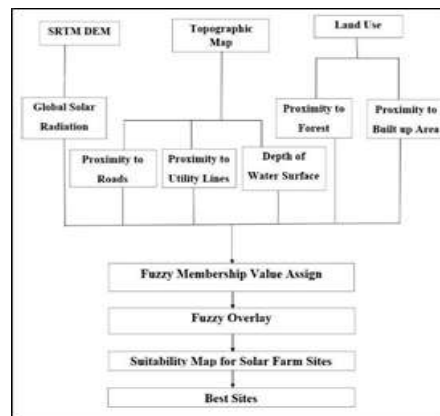 SRTM DEM
Topographic
Map
Land Use
Global Solar
Radiation
Proximity to
Forest
Proximity to
Built up Area
Proximity to
Roads
Proximity to
Utility Lines
Depth of
Water Surface
Fuzzy Membership Value Assign
Fuzzy Overlay
Suitability Map for Solar Farm Sites
Best Sites